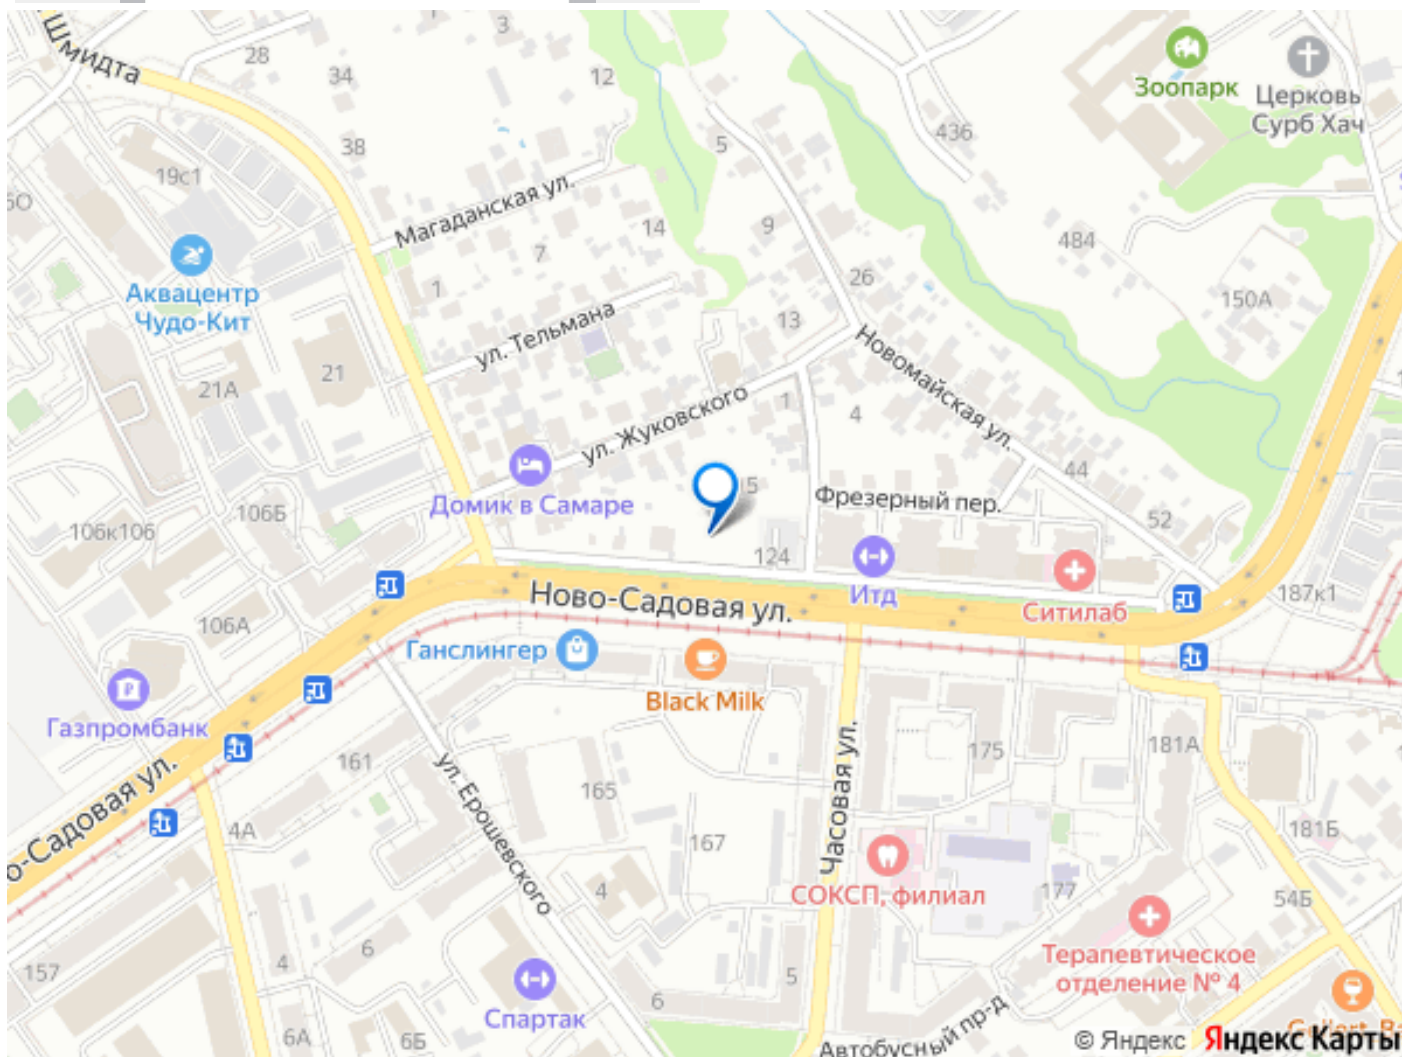 Шмидта
28
34
3
12
38
5
436
Зоопарк
Церковь
Сурб Хач
19с1
Магаданская ул.
14
9
7
484
26
150А
1
Аквацентр
Чудо-Кит
ул. Тельмана
13
21
21А
Новомайская ул.
ул. Жуковского
1
4
44
Домик в Самаре
5
Фрезерный пер.
52
106Б
106к106
124
Итд
Ситилаб
187к1
Ново-Садовая ул.
106А
Ганслингер
Black Milk
Газпромбанк
161
175
181А
о-Садовая ул.
ул. Ерошевского
165
Часовая ул.
4А
167
181Б
СОКСП, филиал
177
4
54Б
6
4
157
Терапевтическое
отделение № 4
5
Спартак
6
6А
6Б
Автобусный пр-д
© Яндекс Яндекс Карты